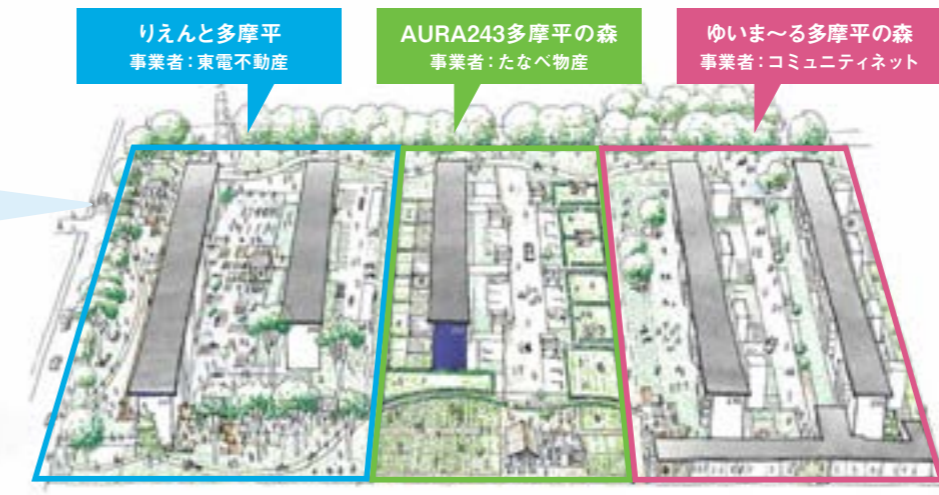 りえんと多摩平
事業者：東電不動産
AURA243多摩平の森
事業者：たなべ物産
ゆいま〜る多摩平の森
事業者：コミュニティネット